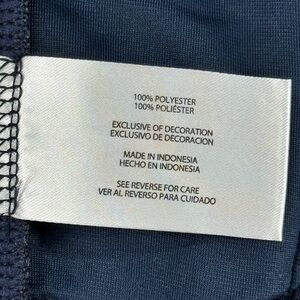 100% POLYESTER
100% POLIÉSTER
EXCLUSIVE OF DECORATION
EXCLUSIVO DE DECORACION
MADE IN INDONESIA
HECHO EN INDONESIA
SEE REVERSE FOR CARE
VER AL REVERSO PARA CUIDADO